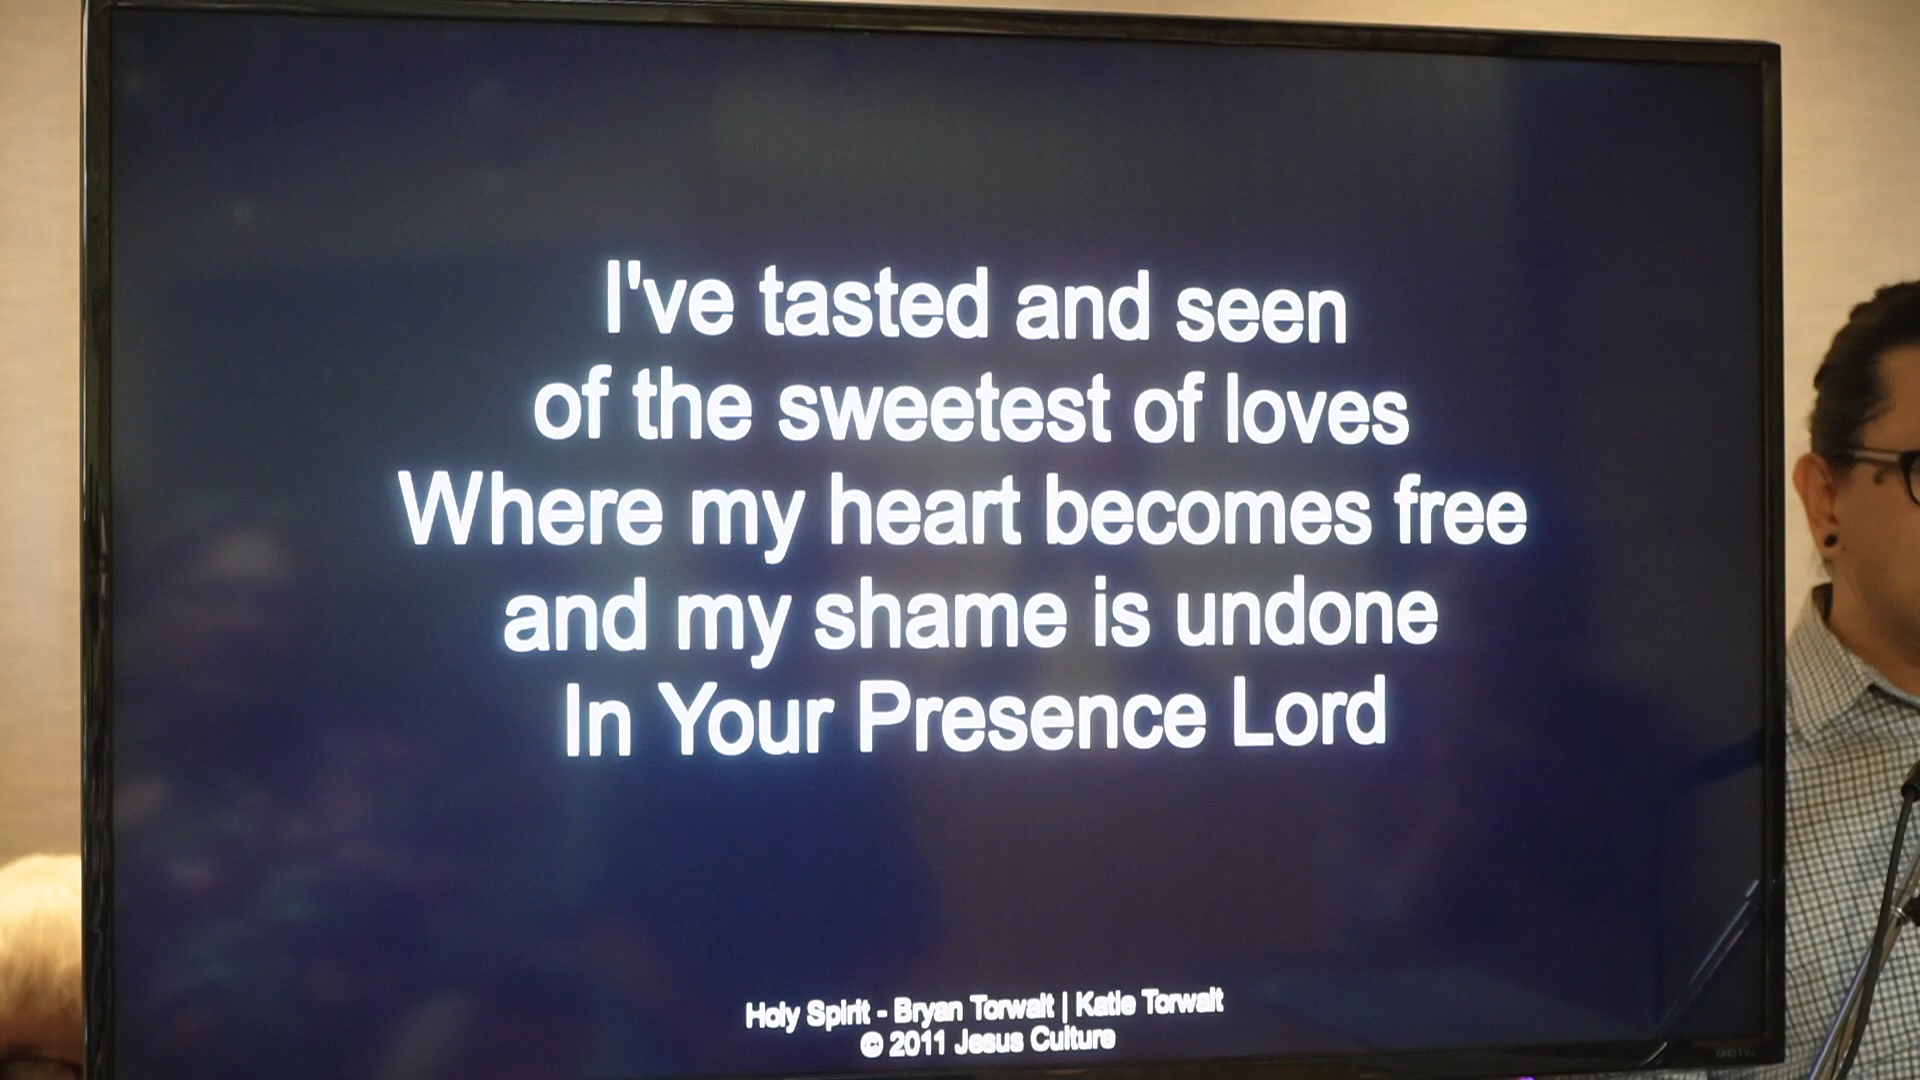 I've tasted and seen
of the sweetest of loves
Where my heart becomes free
and my shame is undone
In Your Presence Lord
Holy Spirit - Bryan Torwalt | Katie Torwalt
© 2011 Jesus Culture